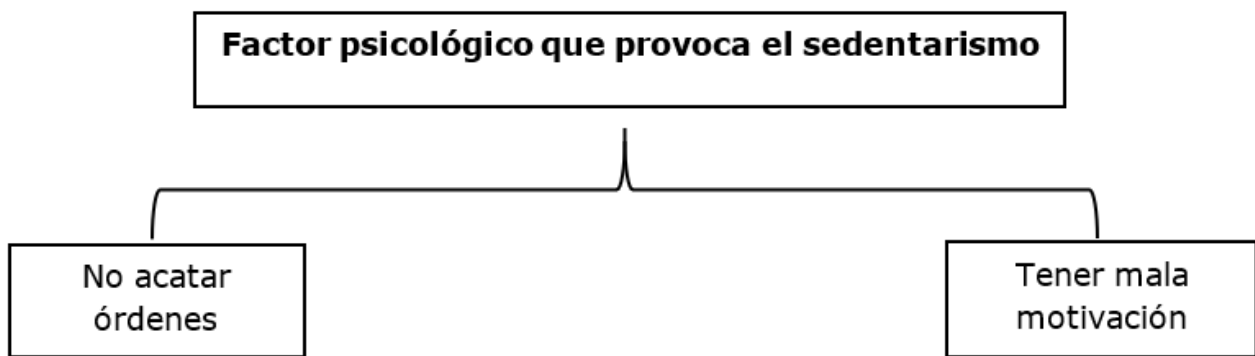 Factor psicológico que provoca el sedentarismo
No acatar
órdenes
Tener mala
motivación